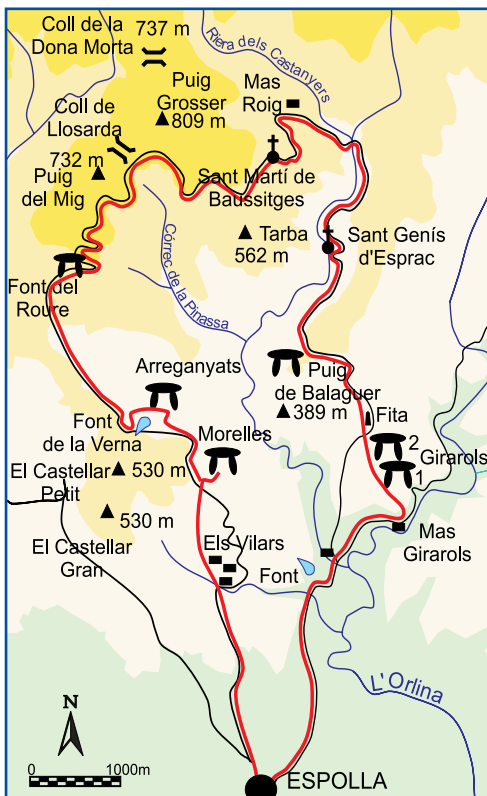 Coll de la
Dona Morta
737 m
Riera dels Castanyers
Puig
Grosser
809 m
Mas
Roig
Coll de
Llosarda
732 m
Puig
del Mig
Sant Martí de
Baussitges
Tarba
562 m
Sant Genís
d'Esprac
Còrrec de la Pinassa
Font del
Roure
Arreganyats
Puig
de Balaguer
389 m
Fita
Font
de la Verna
Morelles
2
Girarols
1
El Castellar
Petit
530 m
530 m
El Castellar
Gran
Els Vilars
Font
Mas
Girarols
L'Orlina
N
0
1000m
ESPOLLA